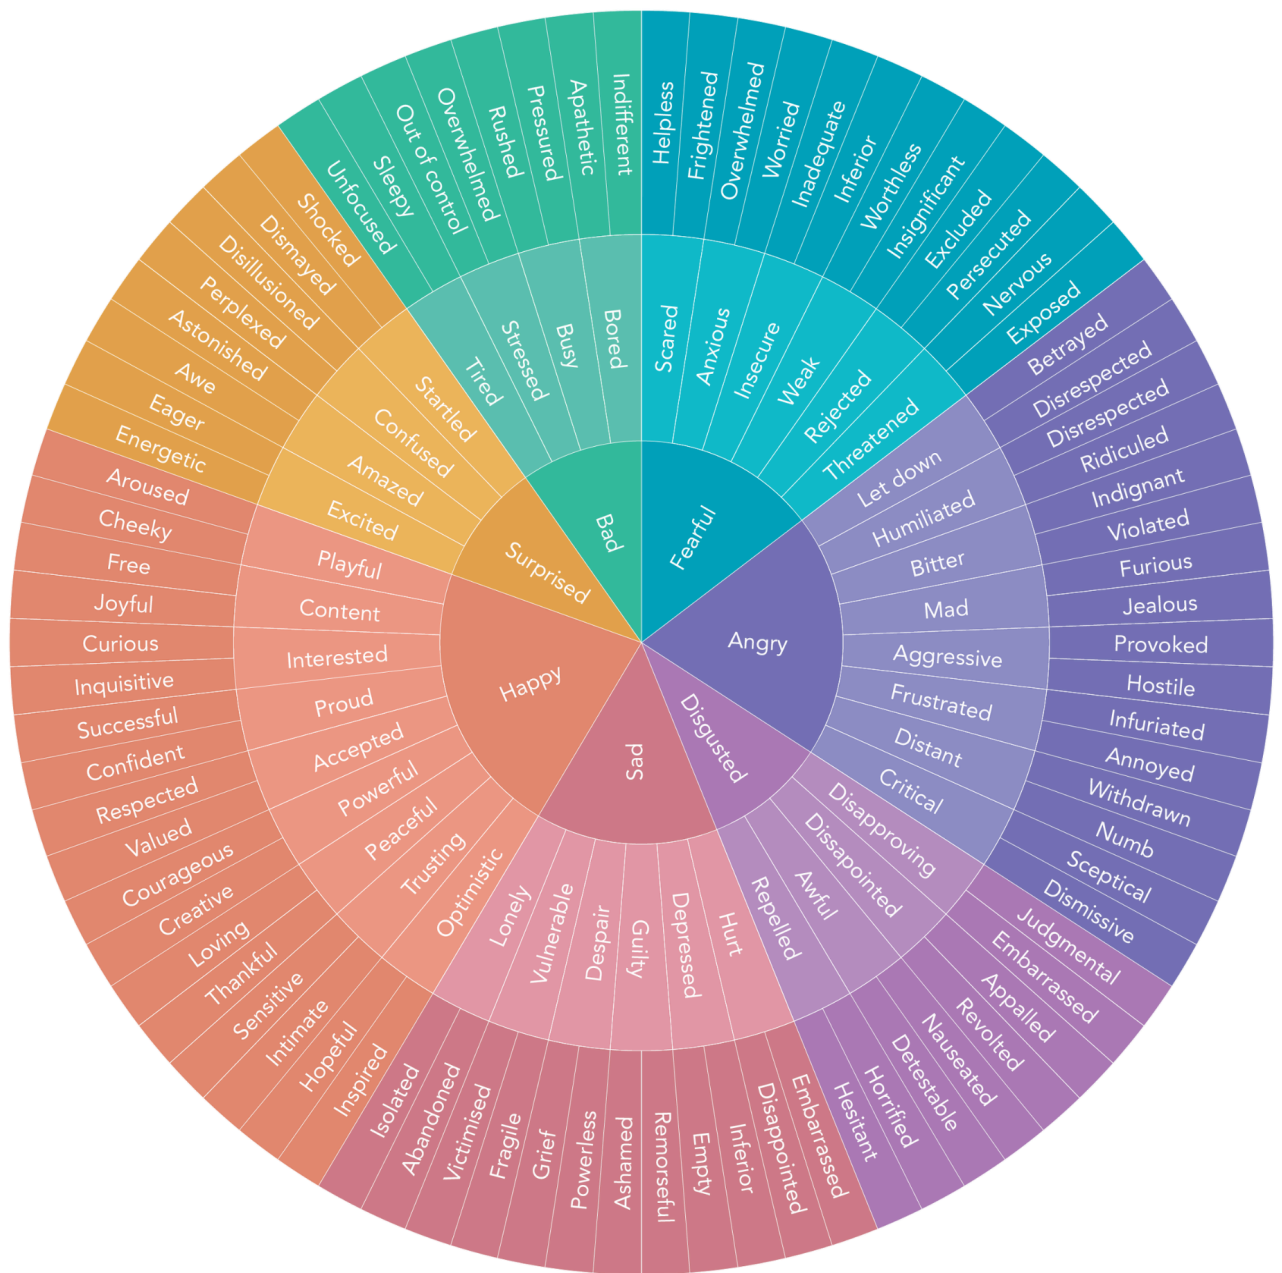 Fearful
Angry
Disgusted
Sad
Happy
Surprised
Bad
Scared
Anxious
Insecure
Weak
Rejected
Threatened
Let down
Humiliated
Bitter
Mad
Aggressive
Frustrated
Distant
Critical
Disapproving
Dissapointed
Awful
Repelled
Hurt
Depressed
Guilty
Despair
Vulnerable
Lonely
Optimistic
Trusting
Peaceful
Powerful
Accepted
Proud
Interested
Content
Playful
Excited
Amazed
Confused
Startled
Tired
Stressed
Busy
Bored
Helpless
Frightened
Overwhelmed
Worried
Inadequate
Inferior
Worthless
Insignificant
Excluded
Persecuted
Nervous
Exposed
Betrayed
Disrespected
Disrespected
Ridiculed
Indignant
Violated
Furious
Jealous
Provoked
Hostile
Infuriated
Annoyed
Withdrawn
Numb
Sceptical
Dismissive
Judgmental
Embarrassed
Appalled
Revolted
Nauseated
Detestable
Horrified
Hesitant
Embarrassed
Disappointed
Inferior
Empty
Remorseful
Ashamed
Powerless
Grief
Fragile
Victimised
Abandoned
Isolated
Inspired
Hopeful
Intimate
Sensitive
Thankful
Loving
Creative
Courageous
Valued
Respected
Confident
Successful
Inquisitive
Curious
Joyful
Free
Cheeky
Aroused
Energetic
Eager
Awe
Astonished
Perplexed
Disillusioned
Dismayed
Shocked
Unfocused
Sleepy
Out of control
Overwhelmed
Rushed
Pressured
Apathetic
Indifferent